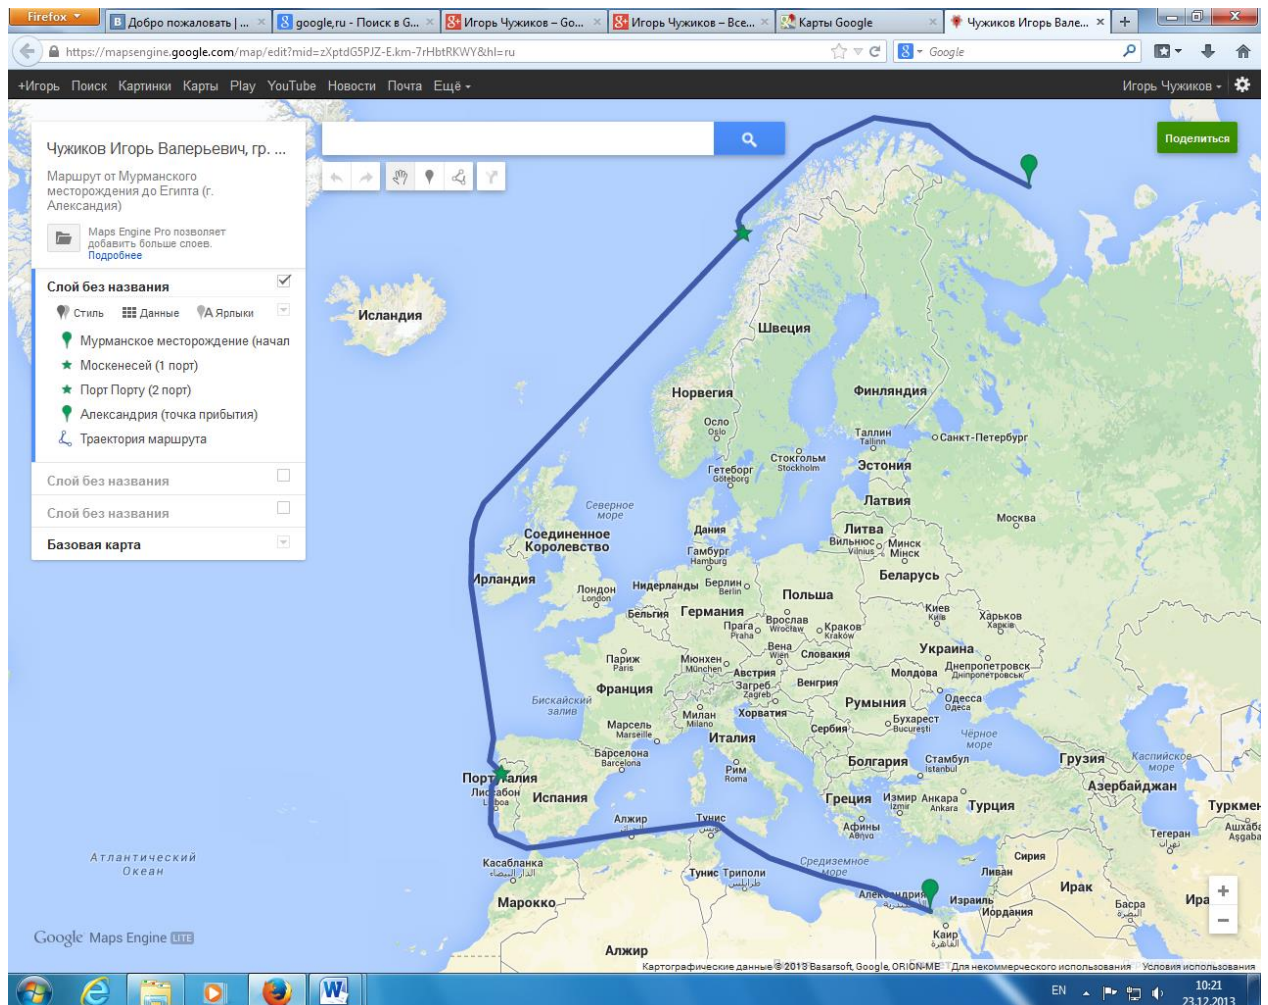 Firefox
Добро пожаловать | ...
google,ru - Поиск в G...
Игорь Чужиков – Go...
Игорь Чужиков – Все...
Карты Google
Чужиков Игорь Вале...
https://mapsengine.google.com/map/edit?mid=zXptdG5PJZ-E.km-7rHbtRKWY&hl=ru
Google
+Игорь Поиск Картинки Карты Play YouTube Новости Почта Ещё
Игорь Чужиков
Чужиков Игорь Валерьевич, гр. ...
Маршрут от Мурманского
месторождения до Египта (г.
Александия)
Maps Engine Pro позволяет
добавить больше слоев.
Подробнее
Слой без названия
Стиль Данные Ярлыки
Мурманское месторождение (начал
Москенесей (1 порт)
Порт Порту (2 порт)
Александрия (точка прибытия)
Траектория маршрута
Слой без названия
Слой без названия
Базовая карта
Поделиться
Исландия
Швеция
Норвегия
Финляндия
Осло
Oslo
Таллин
Tallinn
Санкт-Петербург
Стокгольм
Stockholm
Эстония
Гетеборг
Göteborg
Латвия
Северное
море
Москва
Соединенное
Королевство
Дания
Литва
Вильнюс
Vilnius
Минск
Мінск
Гамбург
Hamburg
Ирландия
Беларусь
Лондон
London
Нидерланды
Берлин
Berlin
Польша
Бельгия
Германия
Киев
Київ
Харьков
Харків
Прага
Praha
Вроцлав
Wrocław
Краков
Kraków
Париж
Paris
Мюнхен
München
Вена
Wien
Словакия
Украина
Австрия
Венгрия
Молдова
Днепропетровск
Дніпропетровськ
Франция
Загреб
Zagreb
Бискайский
залив
Милан
Milano
Хорватия
Румыния
Одесса
Одеса
Марсель
Marseille
Сербия
Бухарест
București
Италия
Чёрное
море
Барселона
Barcelona
Рим
Roma
Болгария
Стамбул
İstanbul
Грузия
Каспийское
море
Португалия
Лиссабон
Lisboa
Испания
Греция
Измир
İzmir
Анкара
Ankara
Турция
Азербайджан
Туркмен
Алжир
Тунис
تونس
Афины
Αθήνα
Тегеран
تهران
Ашхаба
Aşgaba
Атлантический
Океан
Касабланка
الدار البيضاء
Тунис
Триполи
طرابلس
Средиземное
море
Сирия
Ливан
Александрия
Израиль
Ирак
Марокко
Иордания
Басра
البصرة
Ира
Каир
القاهرة
Алжир
Google Maps Engine LITE
Картографические данные © 2013 Basarsoft, Google, ORION-ME
Для некоммерческого использования
Условия использования
EN
10:21
23.12.2013